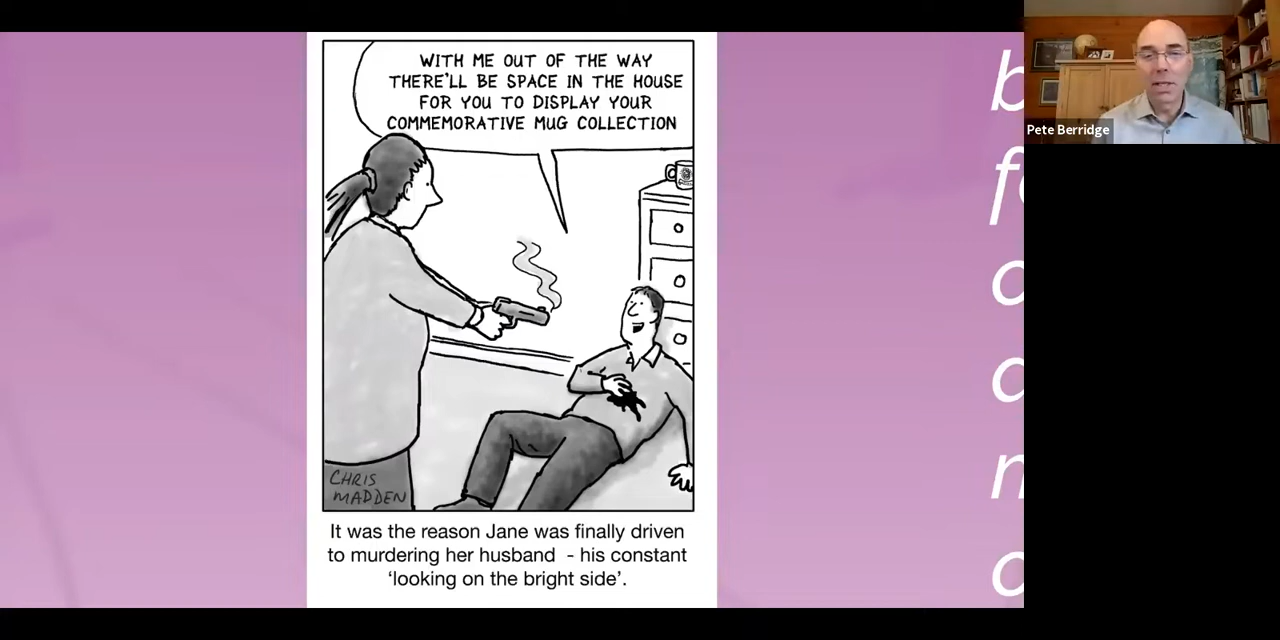 WITH ME OUT OF THE WAY
THERE'LL BE SPACE IN THE HOUSE
FOR YOU TO DISPLAY YOUR
COMMEMORATIVE MUG COLLECTION
CHRIS
MADDEN
It was the reason Jane was finally driven
to murdering her husband - his constant
'looking on the bright side'.
Pete Berridge